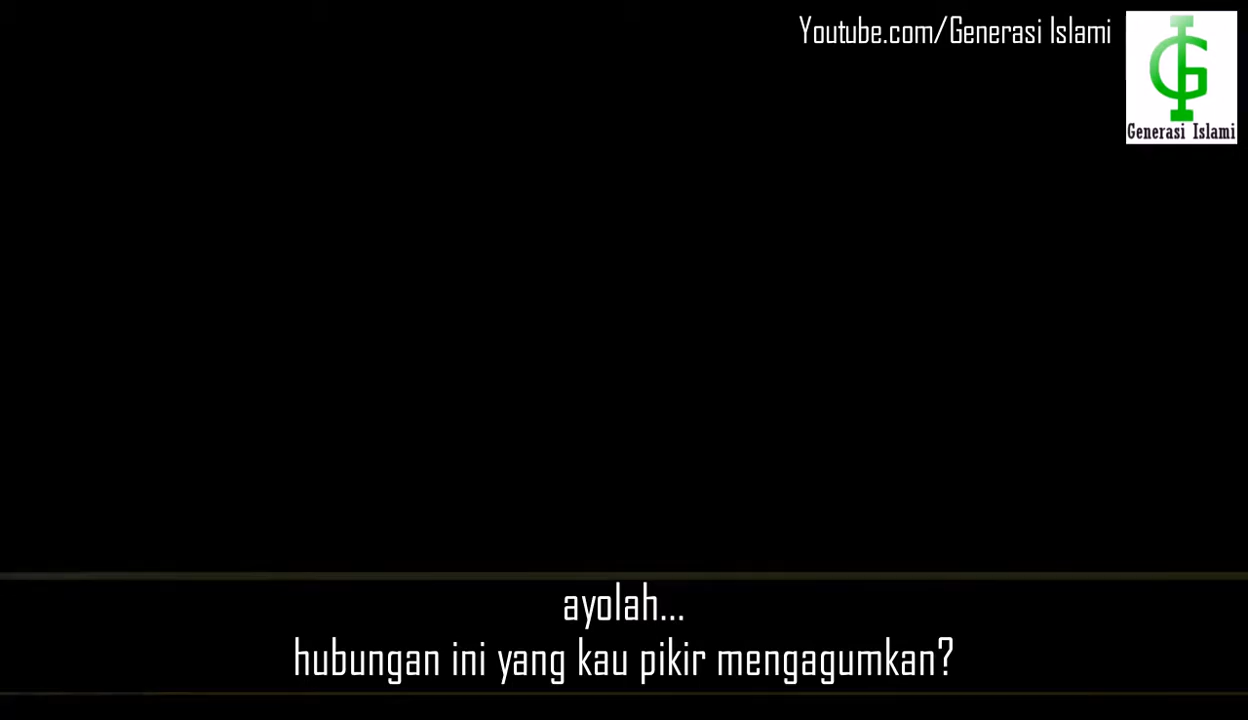 Youtube.com/Generasi Islami
Generasi Islami
ayolah...
hubungan ini yang kau pikir mengagumkan?